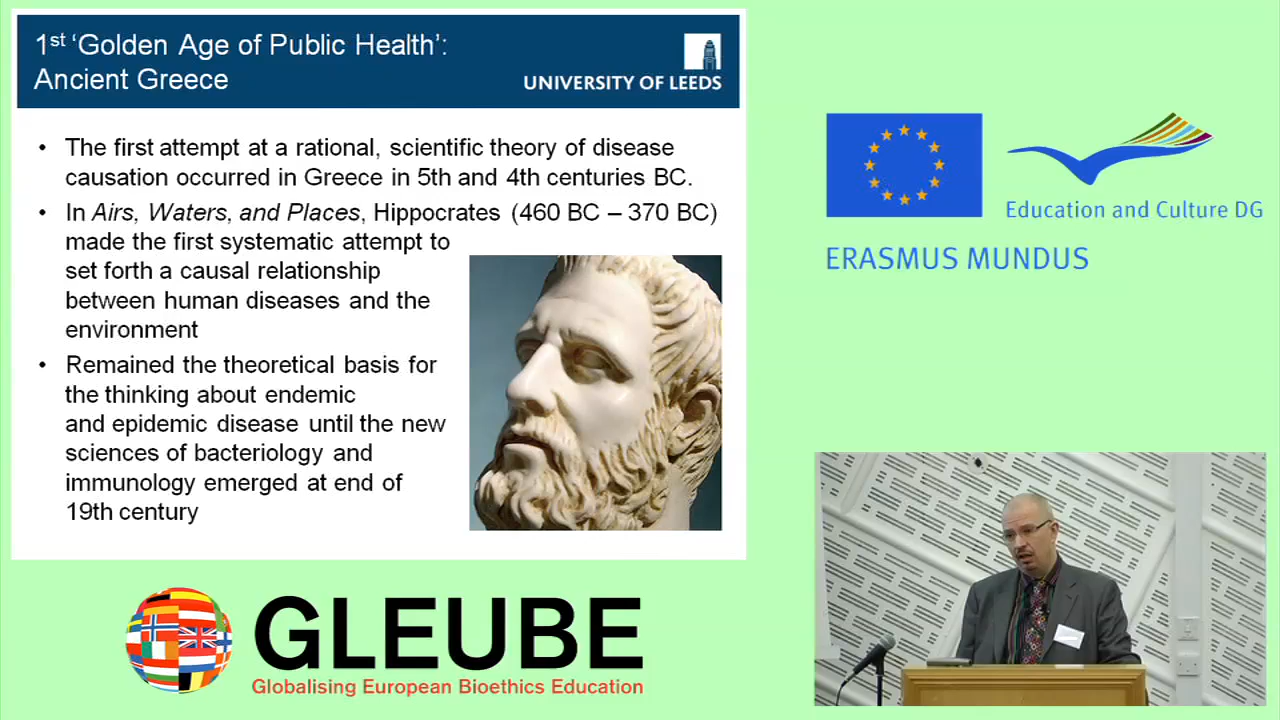 1st 'Golden Age of Public Health':
Ancient Greece
UNIVERSITY OF LEEDS
• The first attempt at a rational, scientific theory of disease
causation occurred in Greece in 5th and 4th centuries BC.
• In Airs, Waters, and Places, Hippocrates (460 BC – 370 BC)
made the first systematic attempt to
set forth a causal relationship
between human diseases and the
environment
• Remained the theoretical basis for
the thinking about endemic
and epidemic disease until the new
sciences of bacteriology and
immunology emerged at end of
19th century
Education and Culture DG
ERASMUS MUNDUS
GLEUBE
Globalising European Bioethics Education